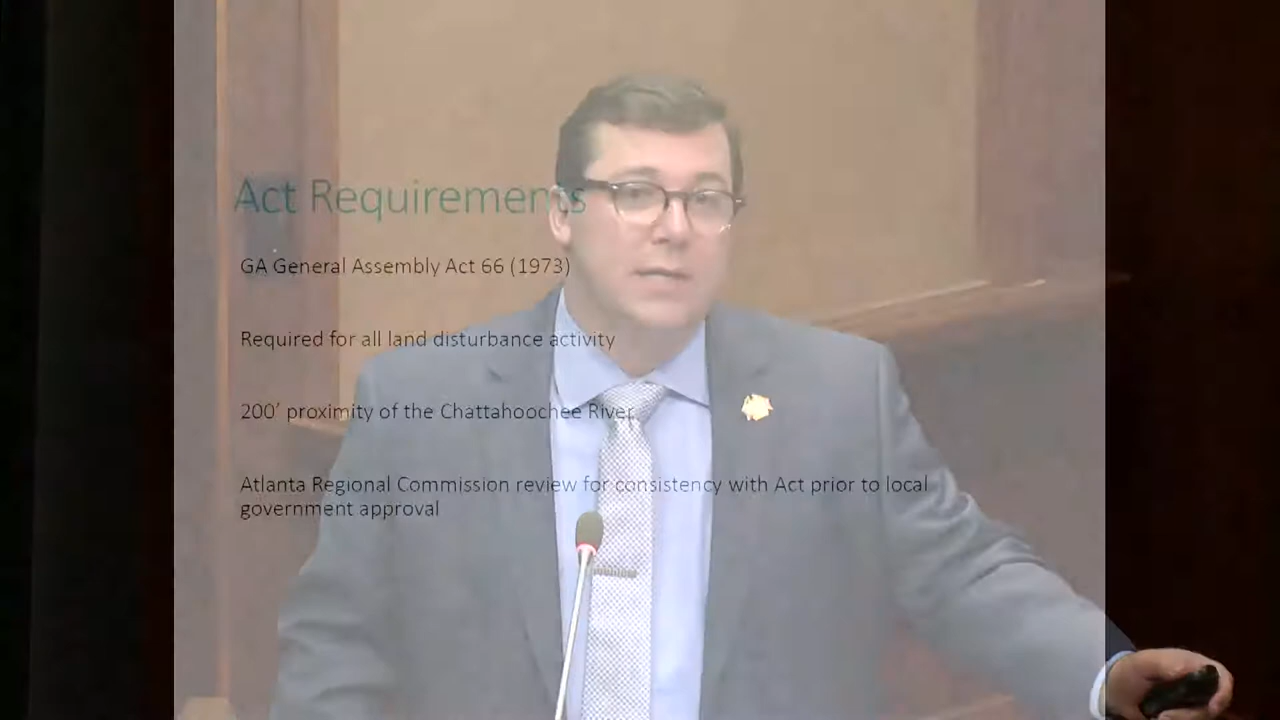 Act Requirements
GA General Assembly Act 66 (1973)
Required for all land disturbance activity
200’ proximity of the Chattahoochee River
Atlanta Regional Commission review for consistency with Act prior to local
government approval